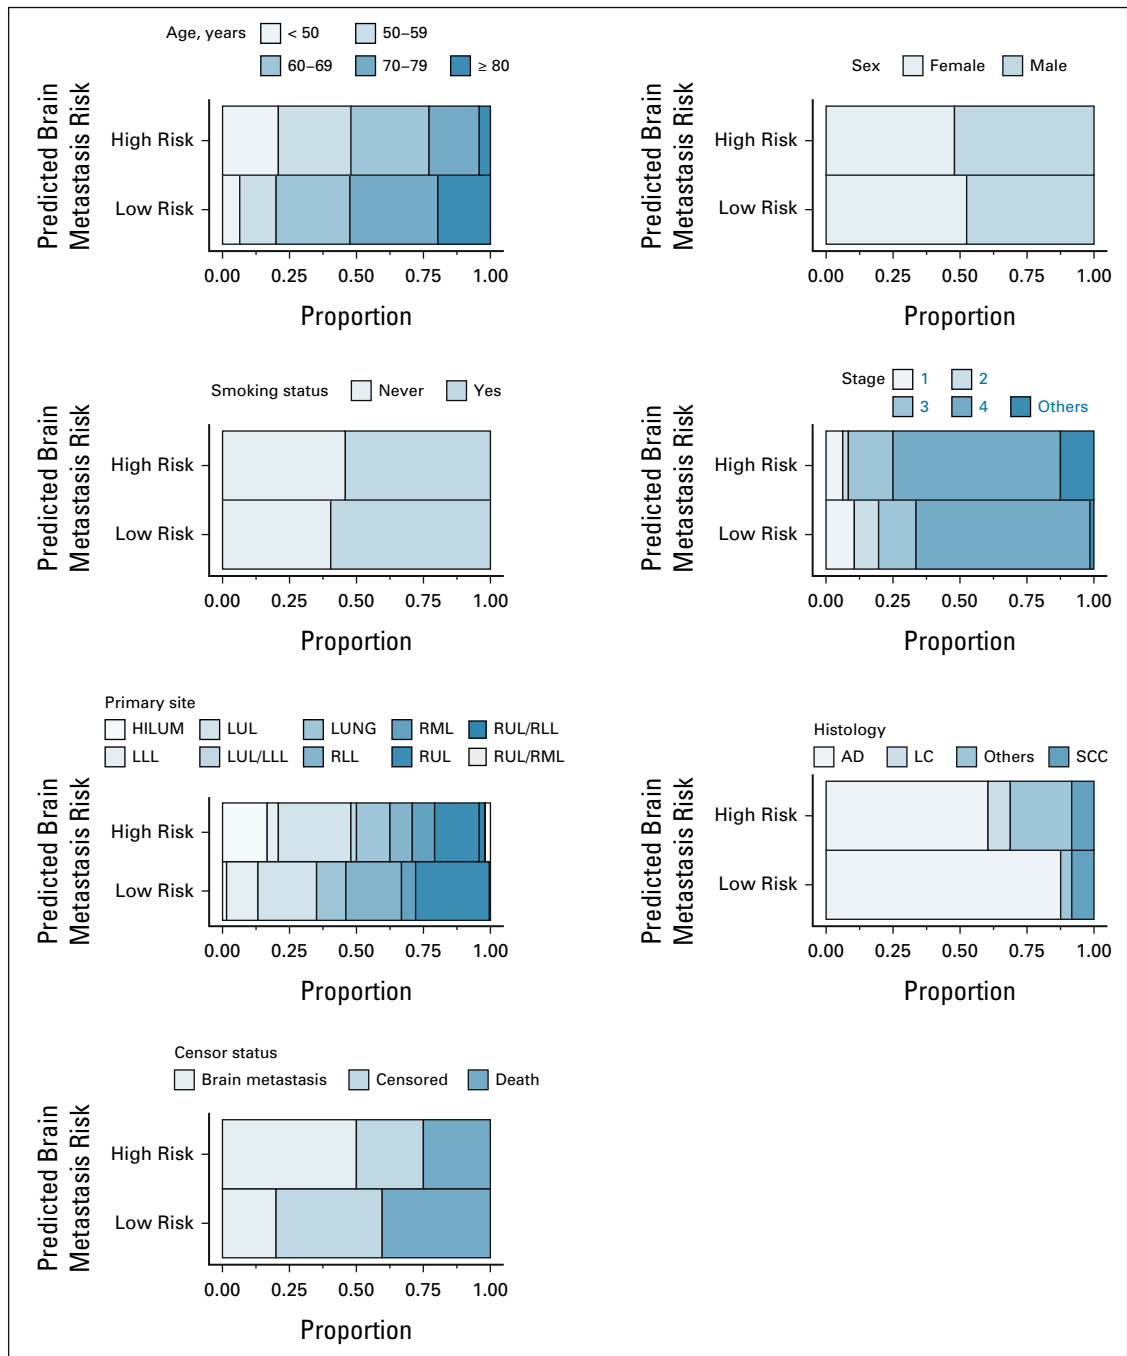 Age, years < 50 50–59
60–69 70–79 ≥ 80
Predicted Brain
Metastasis Risk
High Risk
Low Risk
0.00 0.25 0.50 0.75 1.00
Proportion
Sex Female Male
Predicted Brain
Metastasis Risk
High Risk
Low Risk
0.00 0.25 0.50 0.75 1.00
Proportion
Smoking status Never Yes
Predicted Brain
Metastasis Risk
High Risk
Low Risk
0.00 0.25 0.50 0.75 1.00
Proportion
Stage 1 2
3 4 Others
Predicted Brain
Metastasis Risk
High Risk
Low Risk
0.00 0.25 0.50 0.75 1.00
Proportion
Primary site
HILUM LUL LUNG RML RUL/RLL
LLL LUL/LLL RLL RUL RUL/RML
Predicted Brain
Metastasis Risk
High Risk
Low Risk
0.00 0.25 0.50 0.75 1.00
Proportion
Histology
AD LC Others SCC
Predicted Brain
Metastasis Risk
High Risk
Low Risk
0.00 0.25 0.50 0.75 1.00
Proportion
Censor status
Brain metastasis Censored Death
Predicted Brain
Metastasis Risk
High Risk
Low Risk
0.00 0.25 0.50 0.75 1.00
Proportion